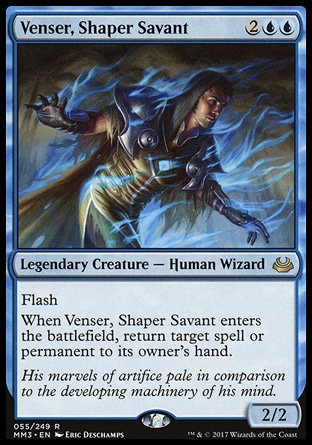 Venser, Shaper Savant 2
Legendary Creature — Human Wizard
Flash
When Venser, Shaper Savant enters
the battlefield, return target spell or
permanent to its owner's hand.
His marvels of artifice pale in comparison
to the developing machinery of his mind.
2/2
055/249 R
MM3 • EN Eric Deschamps
™ & © 2017 Wizards of the Coast